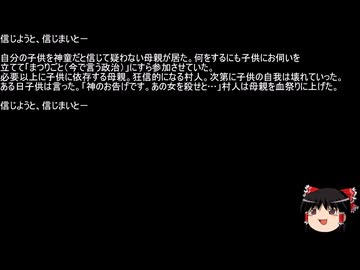 信じようと、信じまいとー
自分の子供を神童だと信じて疑わない母親が居た。何をするにも子供にお伺いを
立てて「まつりごと(今で言う政治)」にすら参加させていた。
必要以上に子供に依存する母親。狂信的になる村人。次第に子供の自我は壊れていった。
ある日子供は言った。「神のお告げです。あの女を殺せと…」村人は母親を血祭りに上げた。
信じようと、信じまいとー